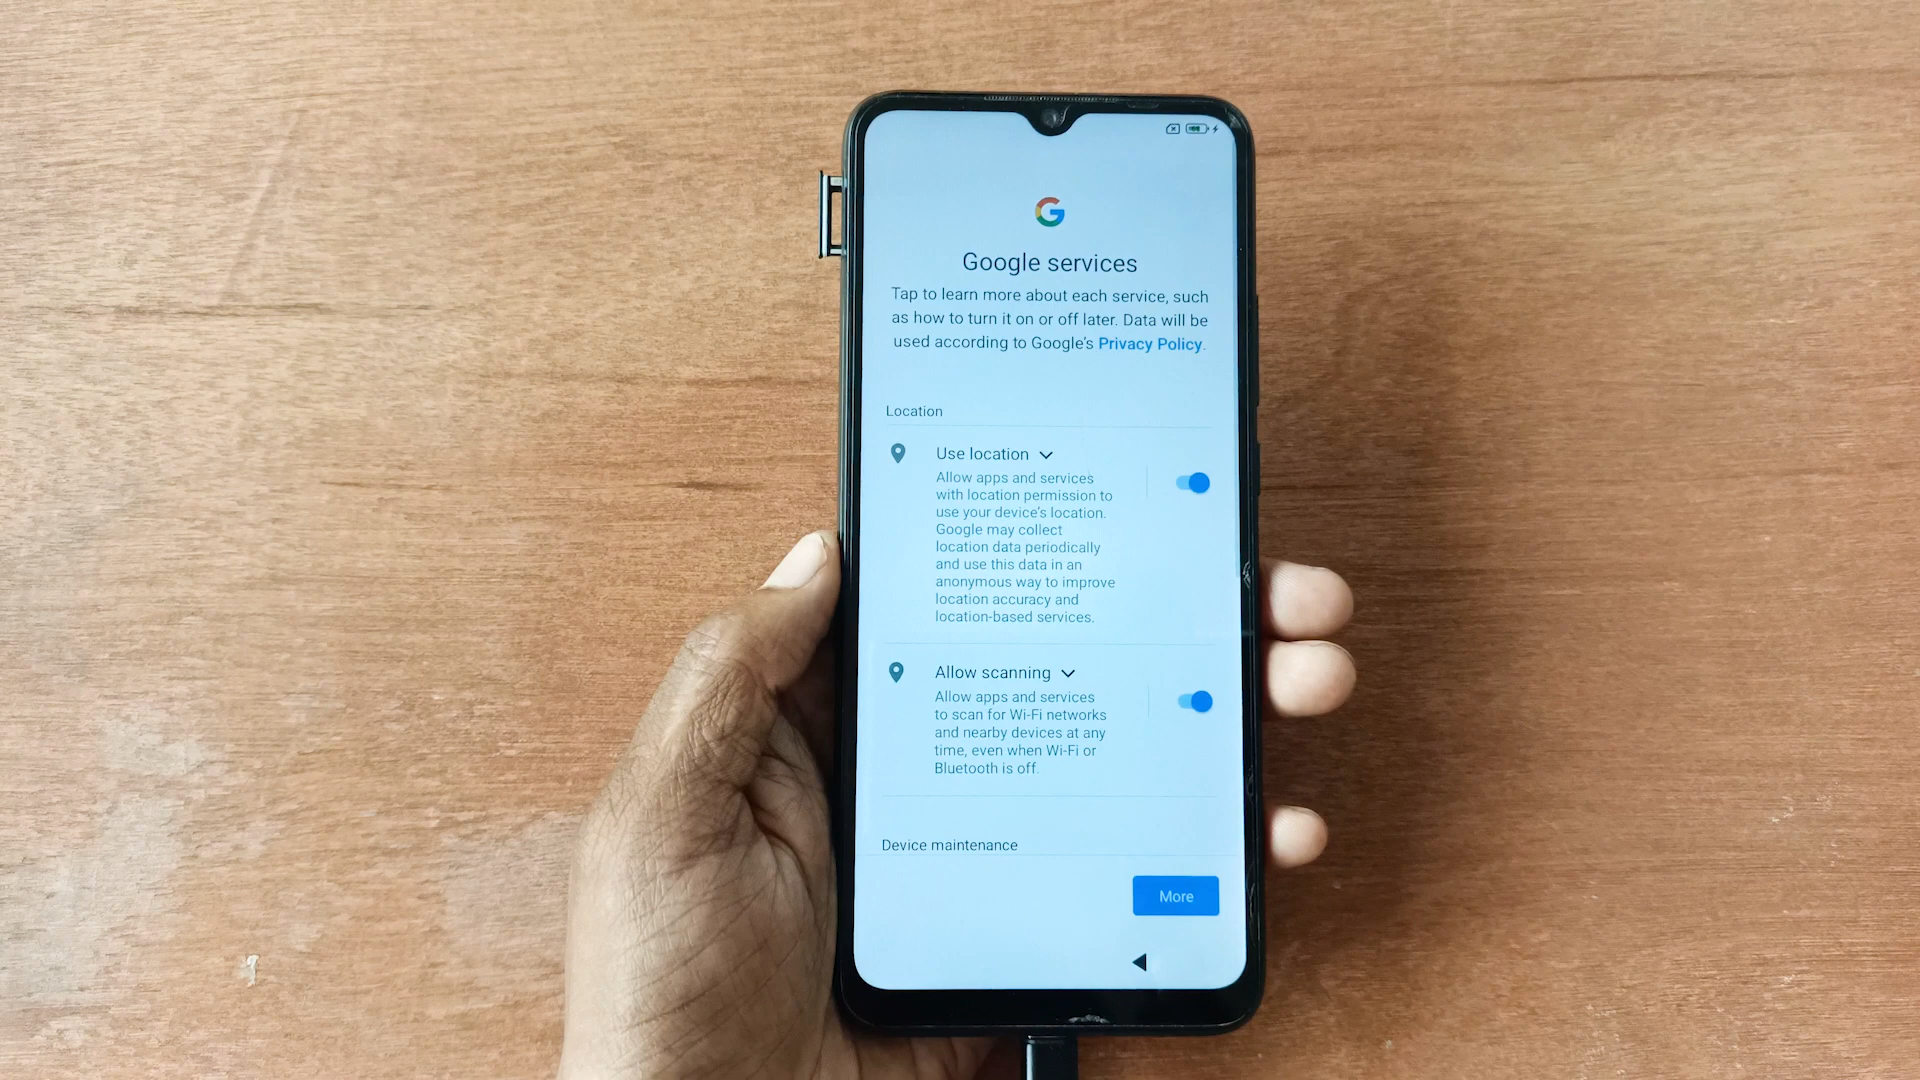 Google services
Tap to learn more about each service, such
as how to turn it on or off later. Data will be
used according to Google's Privacy Policy.
Location
Use location
Allow apps and services
with location permission to
use your device's location.
Google may collect
location data periodically
and use this data in an
anonymous way to improve
location accuracy and
location-based services.
Allow scanning
Allow apps and services
to scan for Wi-Fi networks
and nearby devices at any
time, even when Wi-Fi or
Bluetooth is off.
Device maintenance
More